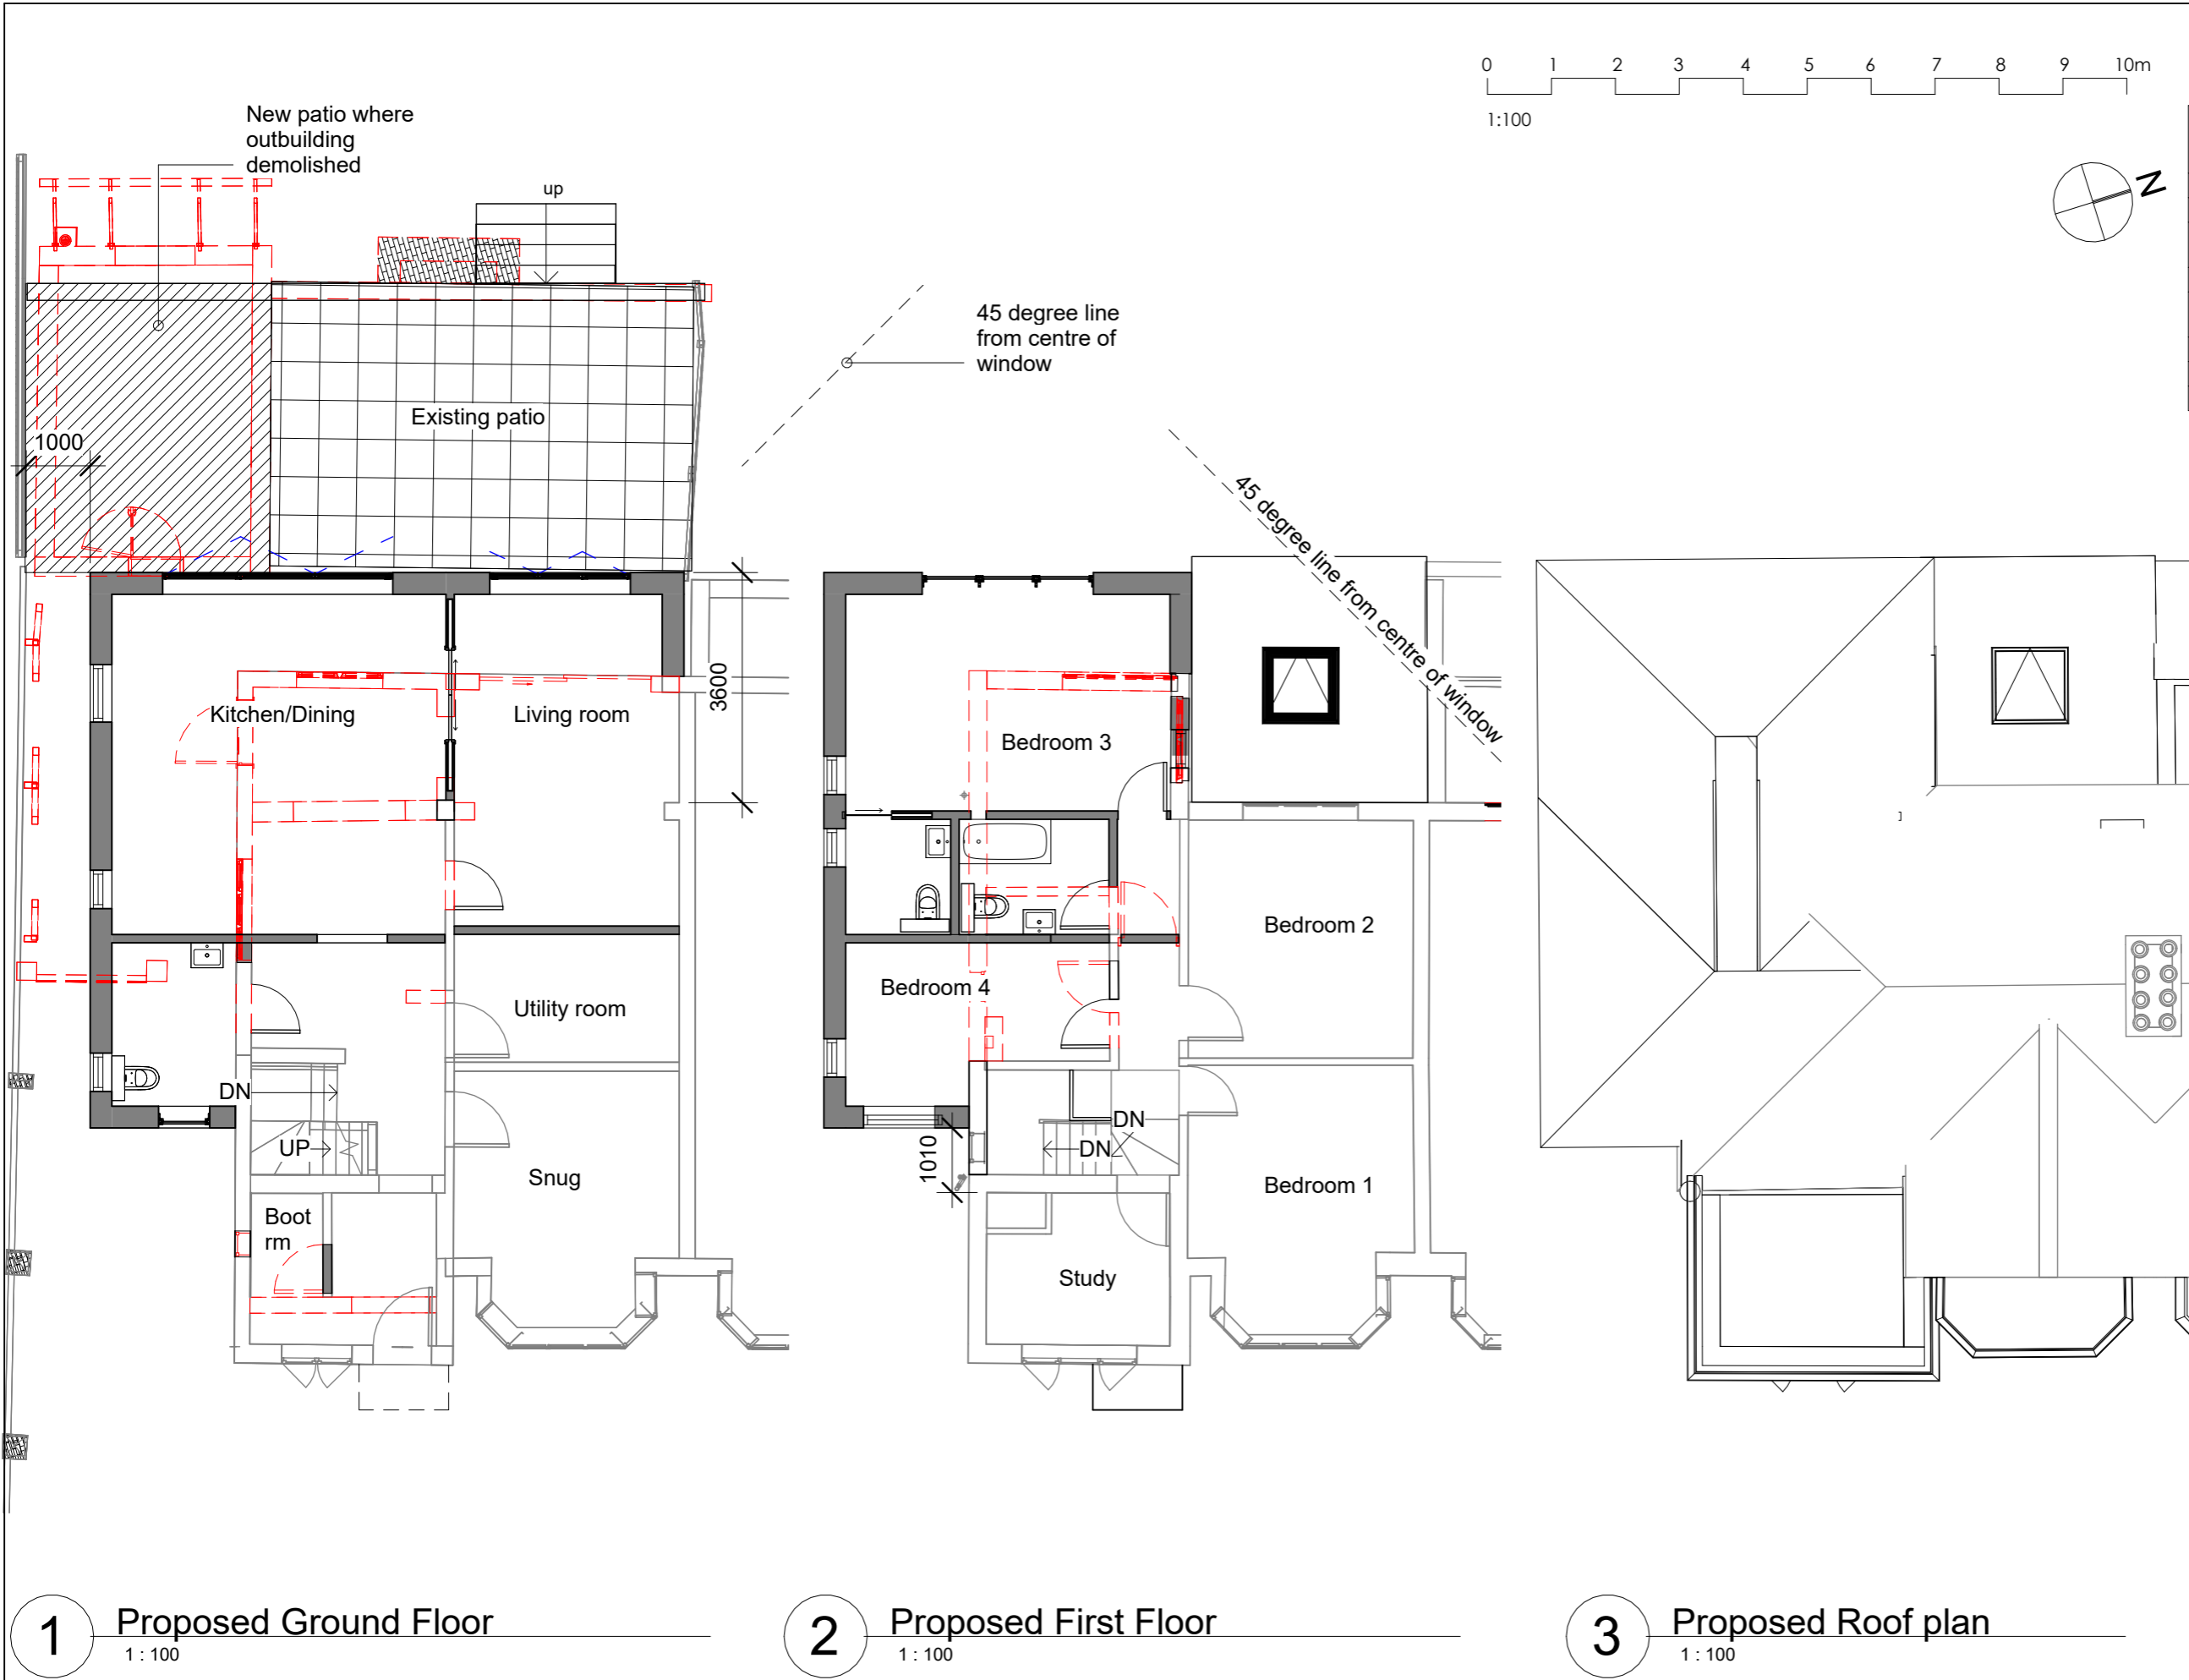 0 1 2 3 4 5 6 7 8 9 10m
1:100
N
New patio where
outbuilding
demolished
up
45 degree line
from centre of
window
Existing patio
1000
45 degree line from centre of window
3600
Kitchen/Dining
Living room
Bedroom 3
Bedroom 2
Bedroom 4
Utility room
DN
DN
UP
DN
1010
Snug
Bedroom 1
Boot
rm
Study
1
Proposed Ground Floor
1 : 100
2
Proposed First Floor
1 : 100
3
Proposed Roof plan
1 : 100